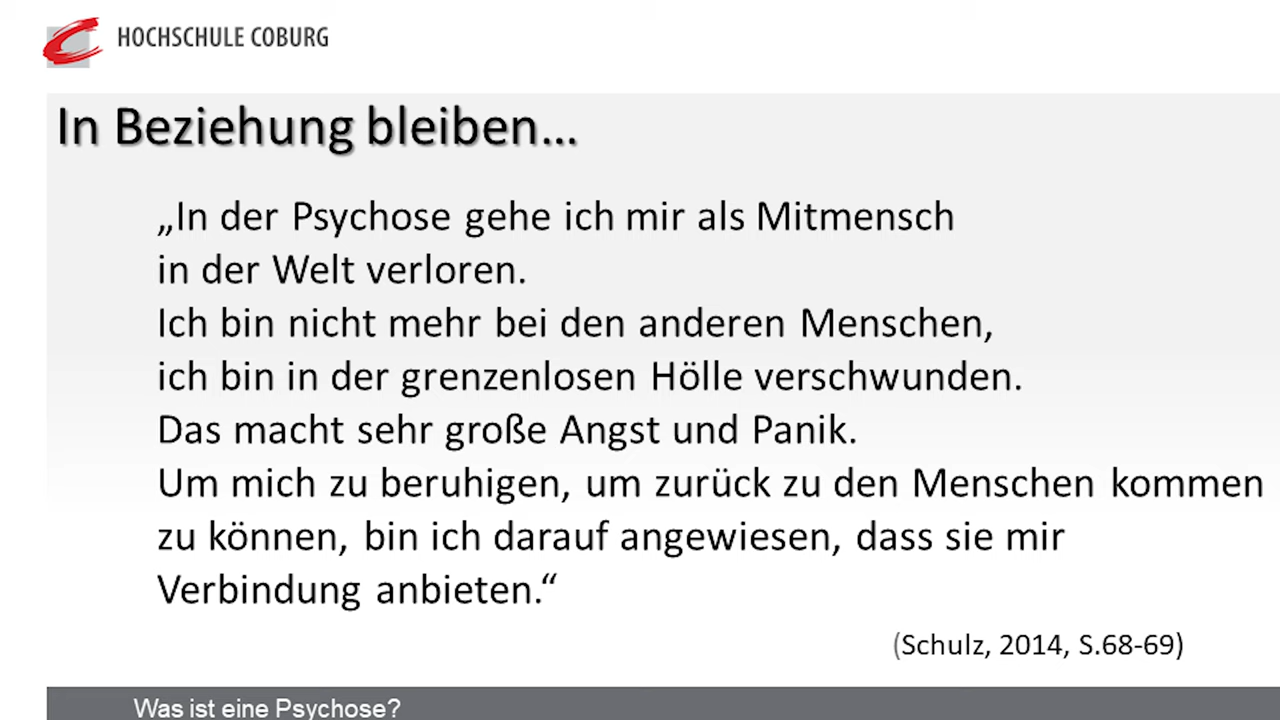 HOCHSCHULE COBURG
In Beziehung bleiben...
„In der Psychose gehe ich mir als Mitmensch
in der Welt verloren.
Ich bin nicht mehr bei den anderen Menschen,
ich bin in der grenzenlosen Hölle verschwunden.
Das macht sehr große Angst und Panik.
Um mich zu beruhigen, um zurück zu den Menschen kommen
zu können, bin ich darauf angewiesen, dass sie mir
Verbindung anbieten.“
(Schulz, 2014, S.68-69)
Was ist eine Psychose?